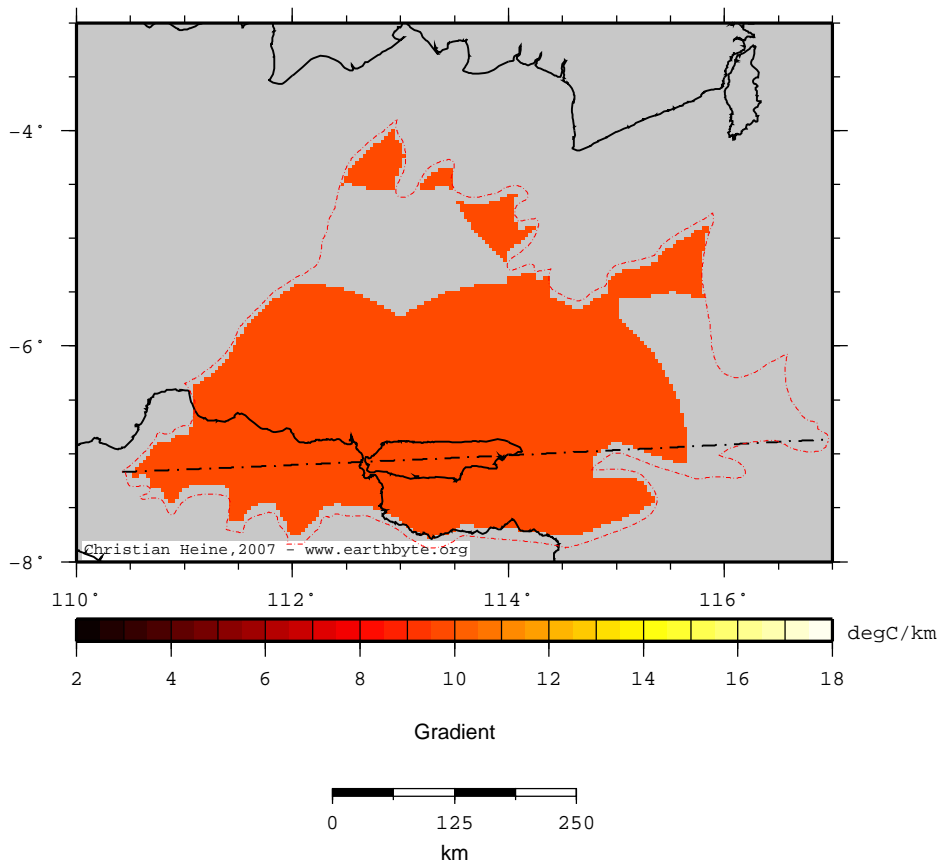 -4°
-6°
-8°
Christian Heine,2007 - www.earthbyte.org
110° 112° 114° 116°
degC/km
2 4 6 8 10 12 14 16 18
Gradient
0 125 250
km